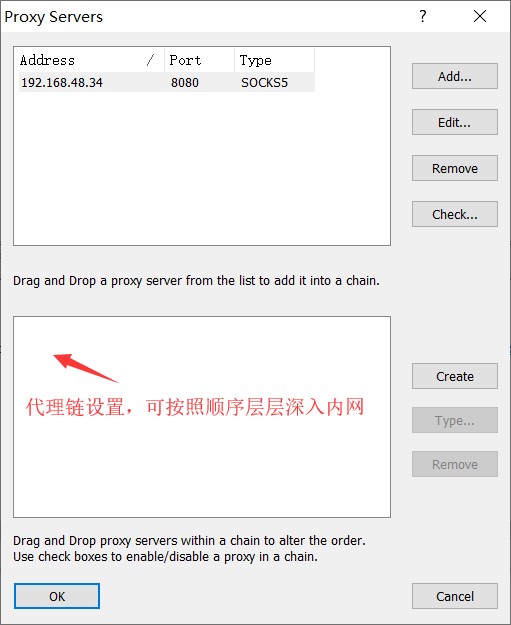 Proxy Servers
?
Address / Port Type
192.168.48.34 8080 SOCKS5
Add...
Edit...
Remove
Check...
Drag and Drop a proxy server from the list to add it into a chain.
代理链设置，可按照顺序层层深入内网
Create
Type...
Remove
Drag and Drop proxy servers within a chain to alter the order.
Use check boxes to enable/disable a proxy in a chain.
OK
Cancel